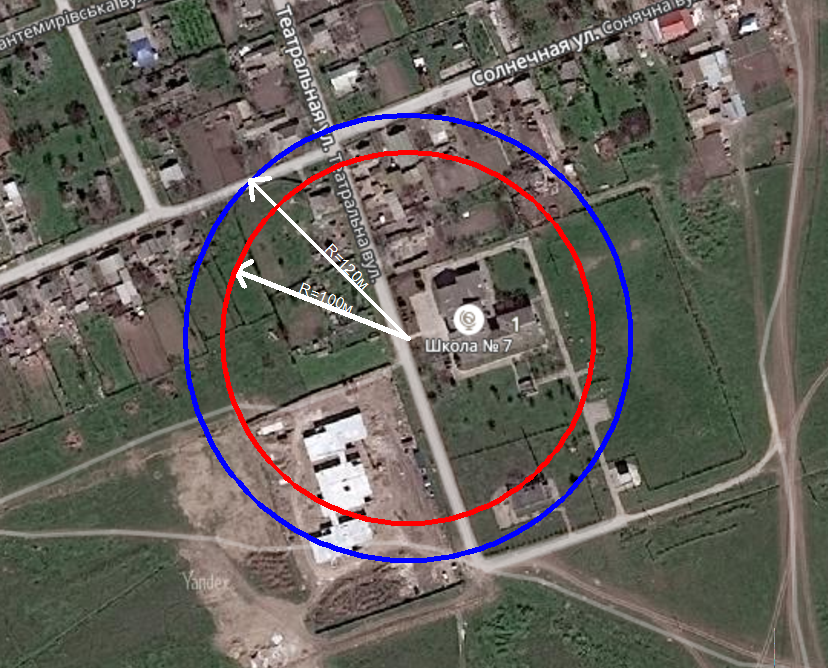 антемирівська вул.
Солнечная ул. Сонячна вул.
Театральная ул. Театральна вул.
R=120м
R=100м
1
Школа № 7
Yandex